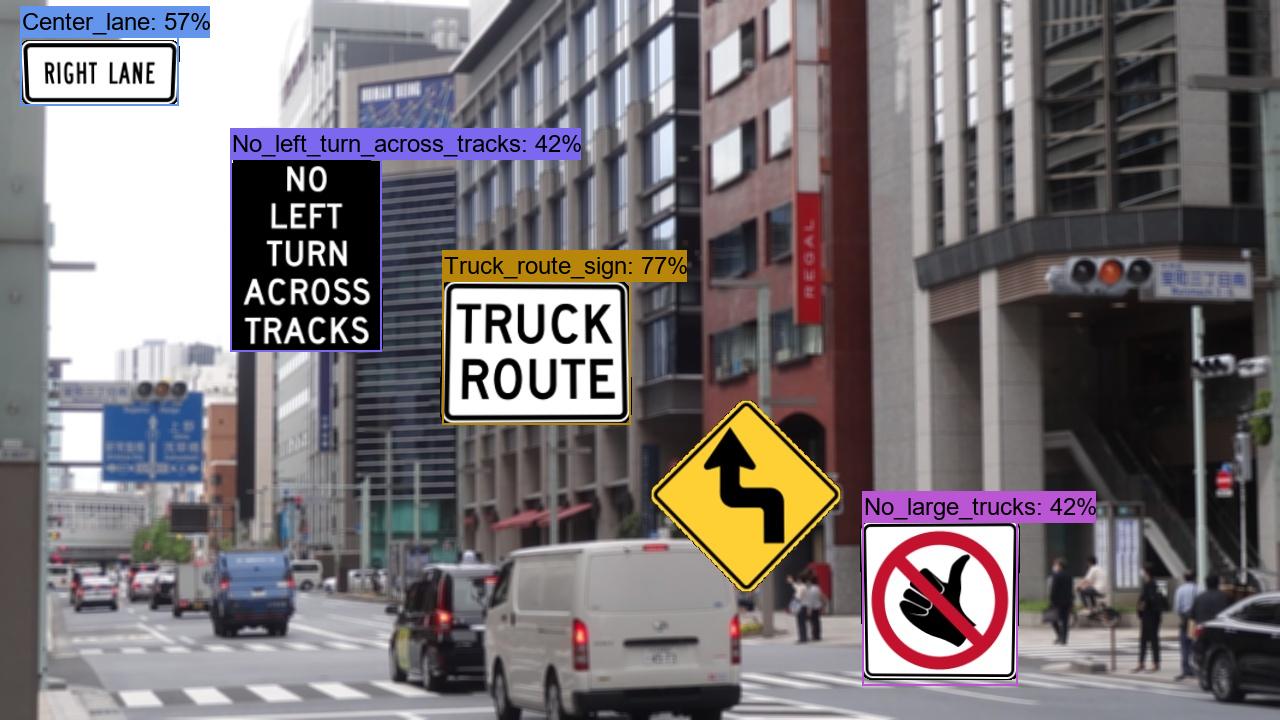 Center_lane: 57%
RIGHT LANE
No_left_turn_across_tracks: 42%
NO
LEFT
TURN
ACROSS
TRACKS
Truck_route_sign: 77%
TRUCK
ROUTE
REGAL
No_large_trucks: 42%